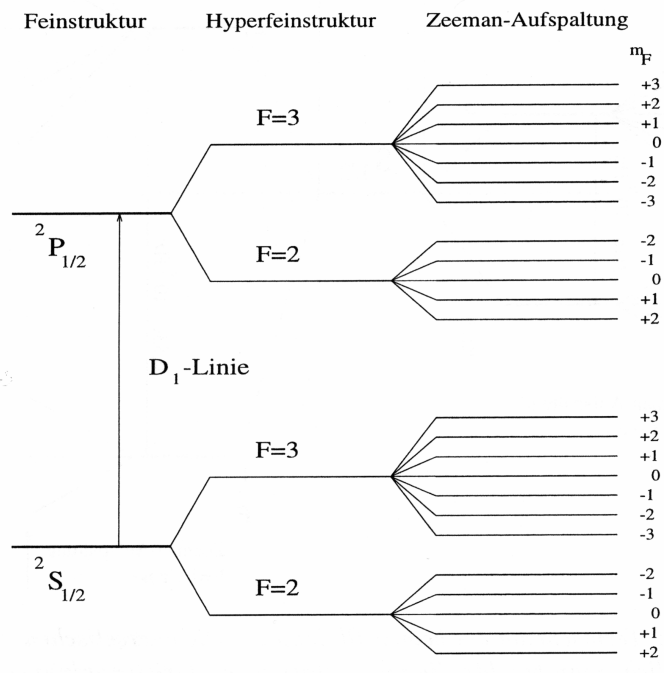 Feinstruktur Hyperfeinstruktur Zeeman-Aufspaltung
m_F
+3
F=3 +2
+1
0
-1
-2
-3
²P_1/2
F=2 -2
-1
0
+1
+2
D_1-Linie
+3
F=3 +2
+1
0
-1
-2
-3
²S_1/2
F=2 -2
-1
0
+1
+2